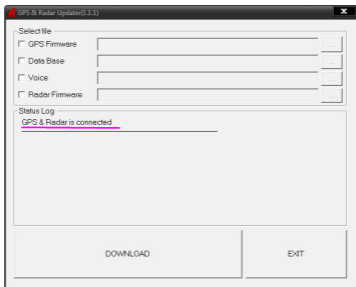 GPS & Radar Updater(1.1.1)
x
Select file
GPS Firmware
...
Data Base
...
Voice
...
Radar Firmware
...
Status Log
GPS & Radar is connected
DOWNLOAD
EXIT